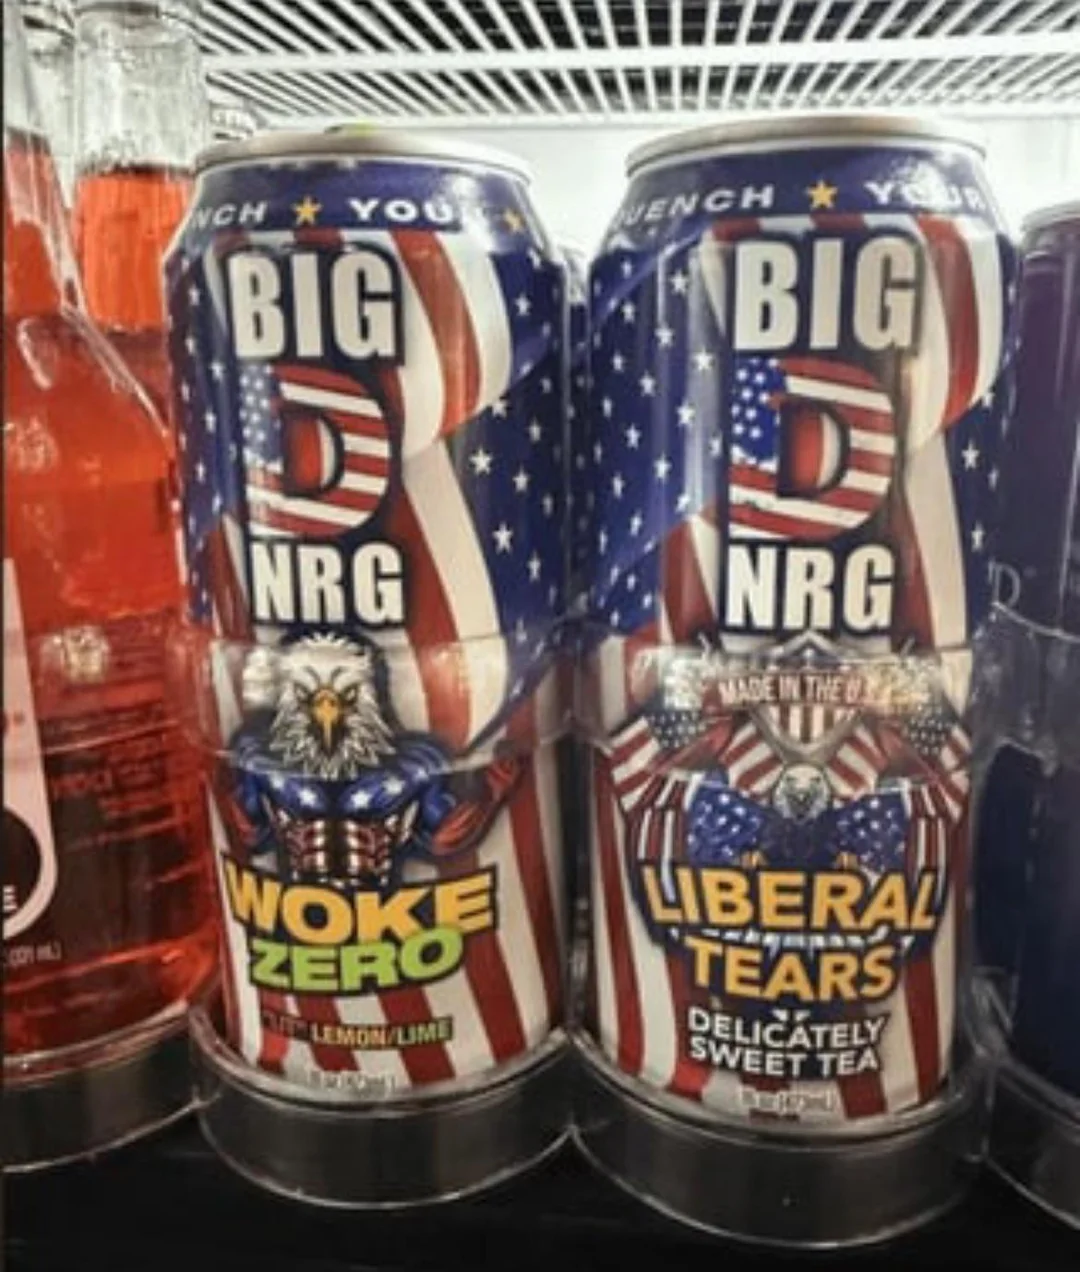 NCH ★ YOU
BIG
D
NRG
WOKE
ZERO
LEMON/LIME
UENCH ★ YOUR
BIG
D
NRG
MADE IN THE U.S.
LIBERAL
TEARS
DELICATELY
SWEET TEA